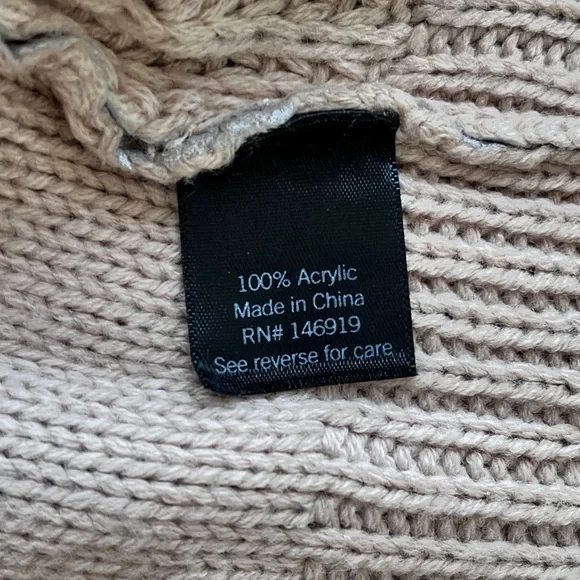 100% Acrylic
Made in China
RN# 146919
See reverse for care